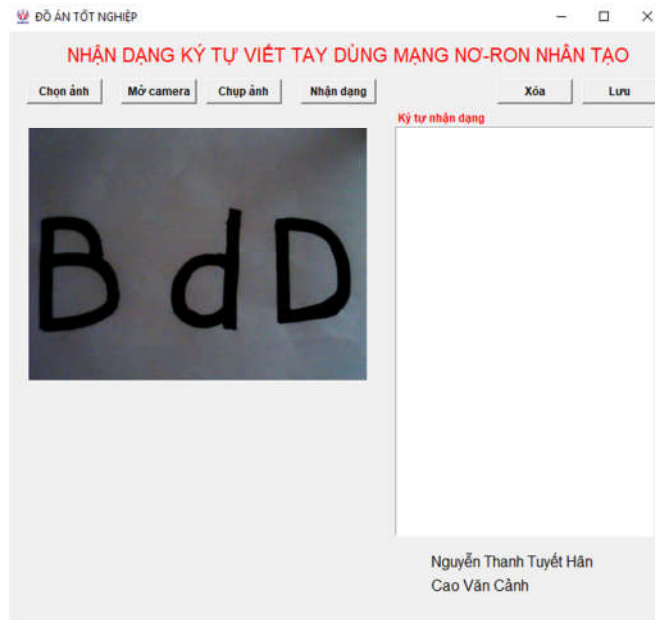 ĐỒ ÁN TỐT NGHIỆP
NHẬN DẠNG KÝ TỰ VIẾT TAY DÙNG MẠNG NƠ-RON NHÂN TẠO
Chọn ảnh Mở camera Chụp ảnh Nhận dạng Xóa Lưu
Ký tự nhận dạng
B d D
Nguyễn Thanh Tuyết Hân
Cao Văn Cảnh